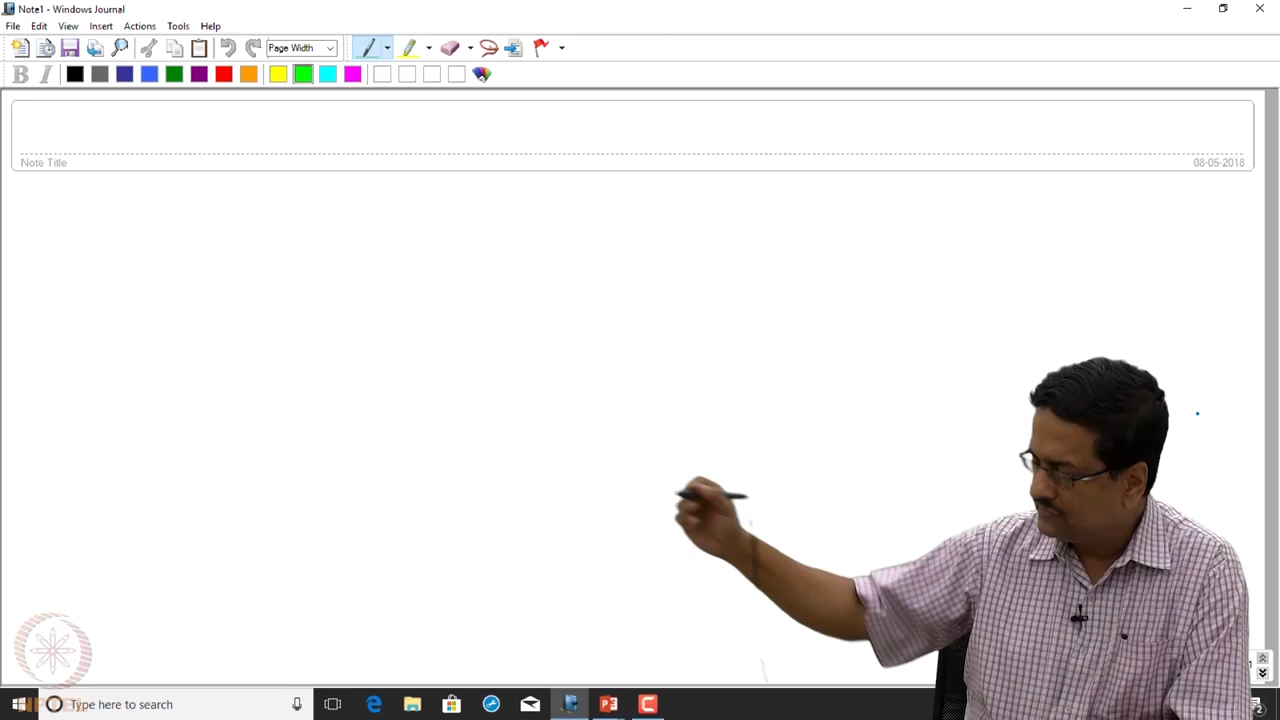 Note1 - Windows Journal
File Edit View Insert Actions Tools Help
Page Width
B I
Note Title
08-05-2018
Type here to search
2